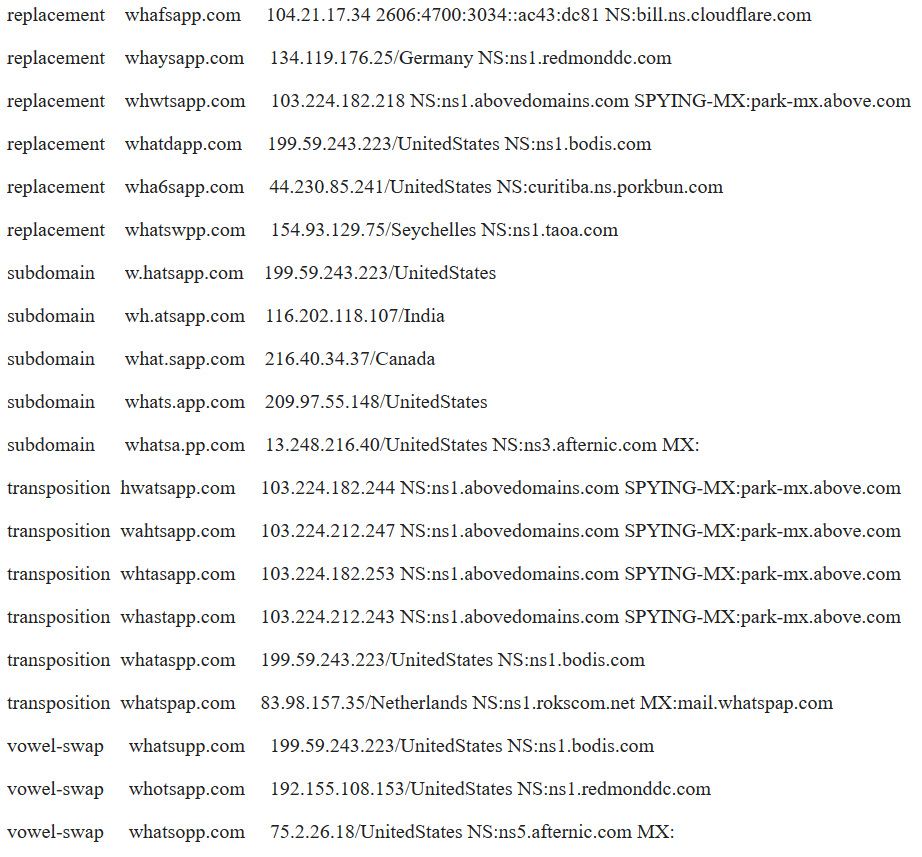 replacement whafsapp.com 104.21.17.34 2606:4700:3034::ac43:dc81 NS:bill.ns.cloudflare.com
replacement whaysapp.com 134.119.176.25/Germany NS:ns1.redmonddc.com
replacement whwtsapp.com 103.224.182.218 NS:ns1.abovedomains.com SPYING-MX:park-mx.above.com
replacement whatdapp.com 199.59.243.223/UnitedStates NS:ns1.bodis.com
replacement wha6sapp.com 44.230.85.241/UnitedStates NS:curitiba.ns.porkbun.com
replacement whatswpp.com 154.93.129.75/Seychelles NS:ns1.taoa.com
subdomain w.hatsapp.com 199.59.243.223/UnitedStates
subdomain wh.atsapp.com 116.202.118.107/India
subdomain what.sapp.com 216.40.34.37/Canada
subdomain whats.app.com 209.97.55.148/UnitedStates
subdomain whatsa.pp.com 13.248.216.40/UnitedStates NS:ns3.afternic.com MX:
transposition hwatsapp.com 103.224.182.244 NS:ns1.abovedomains.com SPYING-MX:park-mx.above.com
transposition wahtsapp.com 103.224.212.247 NS:ns1.abovedomains.com SPYING-MX:park-mx.above.com
transposition whtasapp.com 103.224.182.253 NS:ns1.abovedomains.com SPYING-MX:park-mx.above.com
transposition whastapp.com 103.224.212.243 NS:ns1.abovedomains.com SPYING-MX:park-mx.above.com
transposition whataspp.com 199.59.243.223/UnitedStates NS:ns1.bodis.com
transposition whatspap.com 83.98.157.35/Netherlands NS:ns1.rokscom.net MX:mail.whatspap.com
vowel-swap whatsupp.com 199.59.243.223/UnitedStates NS:ns1.bodis.com
vowel-swap whotsapp.com 192.155.108.153/UnitedStates NS:ns1.redmonddc.com
vowel-swap whatsopp.com 75.2.26.18/UnitedStates NS:ns5.afternic.com MX: